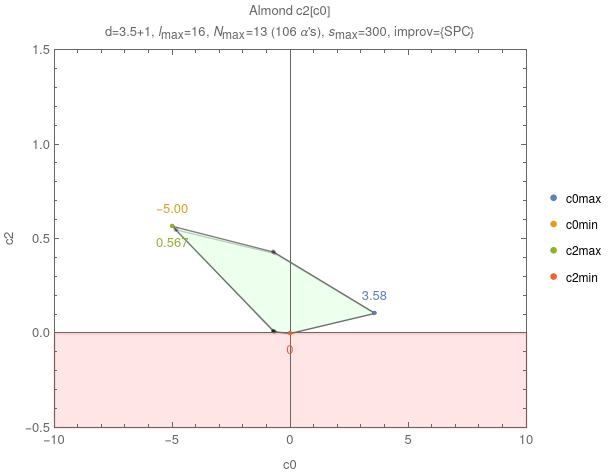 Almond c2[c0]
d=3.5+1, lmax=16, Nmax=13 (106 α's), smax=300, improv={SPC}
1.5
1.0
0.5
0.0
−0.5
−10
−5
0
5
10
c2
c0
−5.00
0.567
3.58
0
c0max
c0min
c2max
c2min